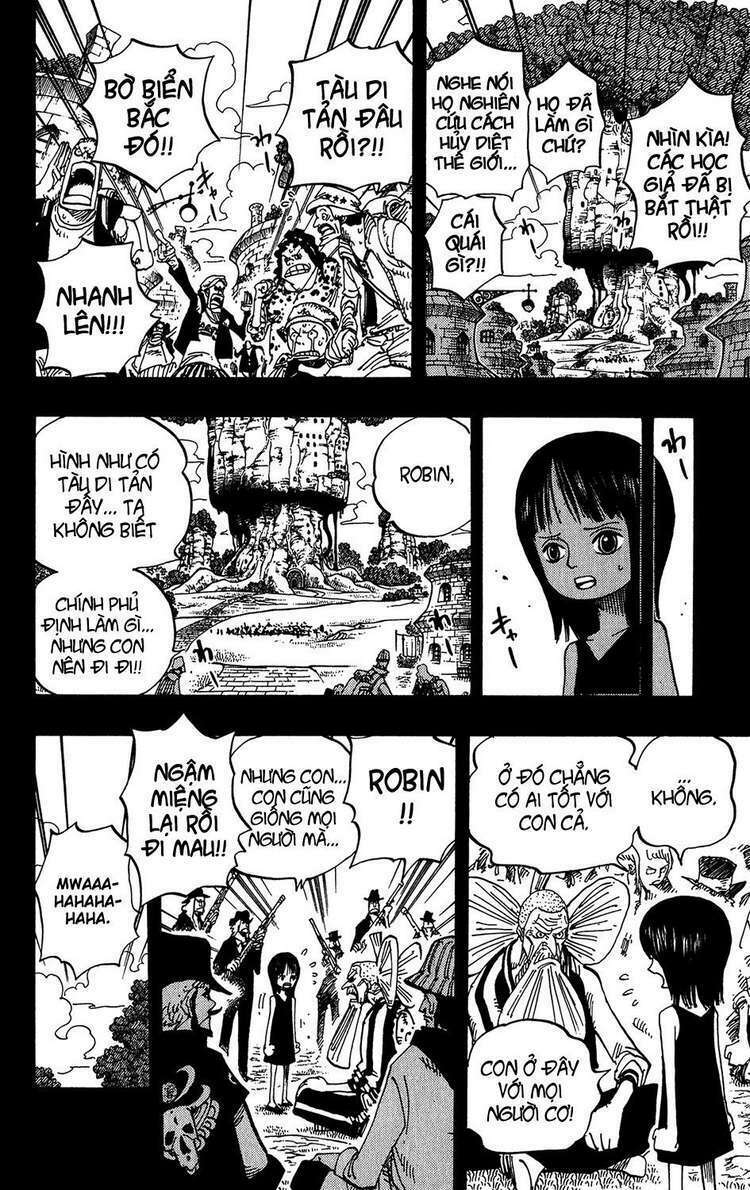 NHÌN KÌA!
CÁC HỌC
GIẢ ĐÃ BỊ
BẮT THẬT
RỒI!!
HỌ ĐÃ
LÀM GÌ
CHỨ?
NGHE NÓI
HỌ NGHIÊN
CỨU CÁCH
HỦY DIỆT
THẾ GIỚI...
CÁI
QUÁI
GÌ?!!
TÀU DI
TẢN ĐÂU
RỒI?!!
BỜ BIỂN
BẮC
ĐÓ!!
NHANH
LÊN!!!
ROBIN,
HÌNH NHƯ CÓ
TÀU DI TẢN
ĐẤY... TA
KHÔNG BIẾT
CHÍNH PHỦ
ĐỊNH LÀM GÌ...
NHƯNG CON
NÊN ĐI ĐI!!
...
KHÔNG,
Ở ĐÓ CHẲNG
CÓ AI TỐT VỚI
CON CẢ.
CON Ở ĐÂY
VỚI MỌI
NGƯỜI CƠ!
ROBIN
!!
NHƯNG CON...
CON CŨNG
GIỐNG MỌI
NGƯỜI MÀ...
NGẬM
MIỆNG
LẠI RỒI
ĐI MAU!!
MWAAA-
HAHAHA-
HAHA.